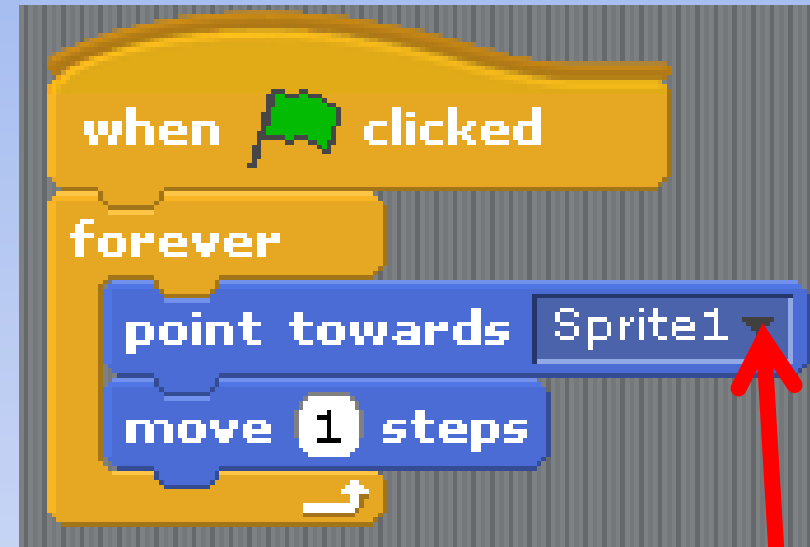 when clicked
forever
point towards Sprite1
move 1 steps